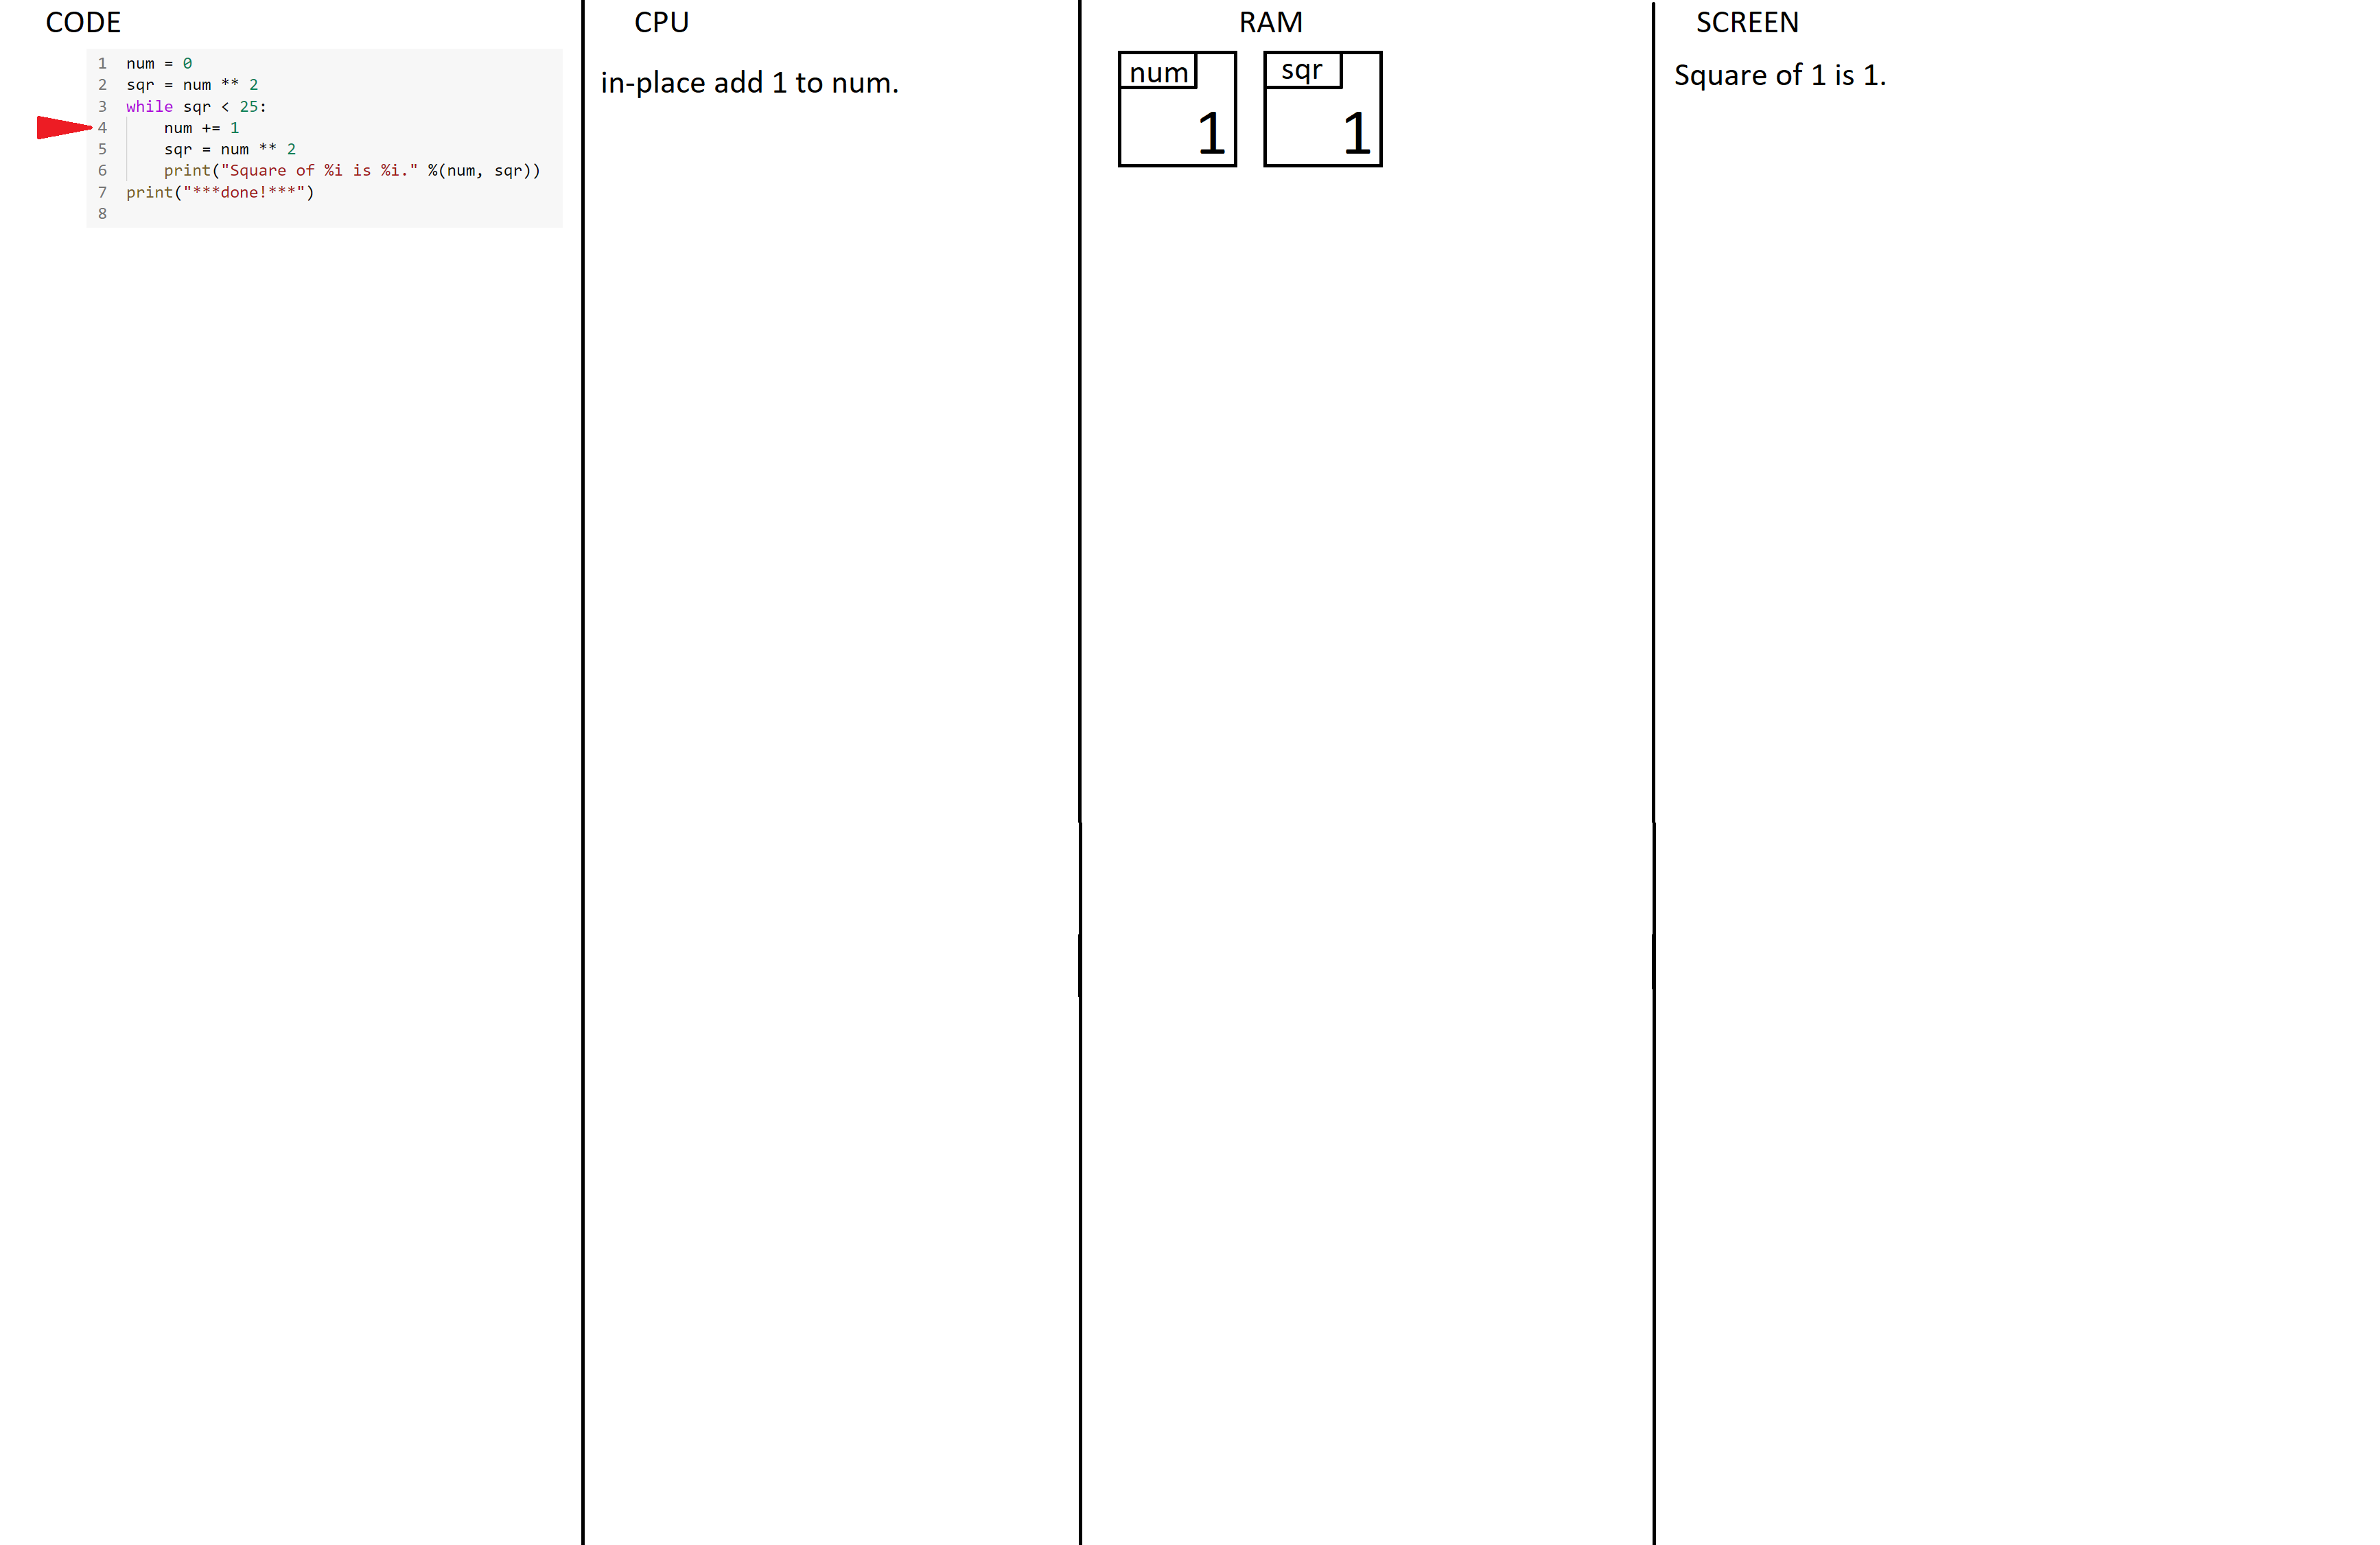 CODE
1 num = 0
2 sqr = num ** 2
3 while sqr < 25:
4     num += 1
5     sqr = num ** 2
6     print("Square of %i is %i." %(num, sqr))
7 print("***done!***")
8
CPU
in-place add 1 to num.
RAM
num
1
sqr
1
SCREEN
Square of 1 is 1.